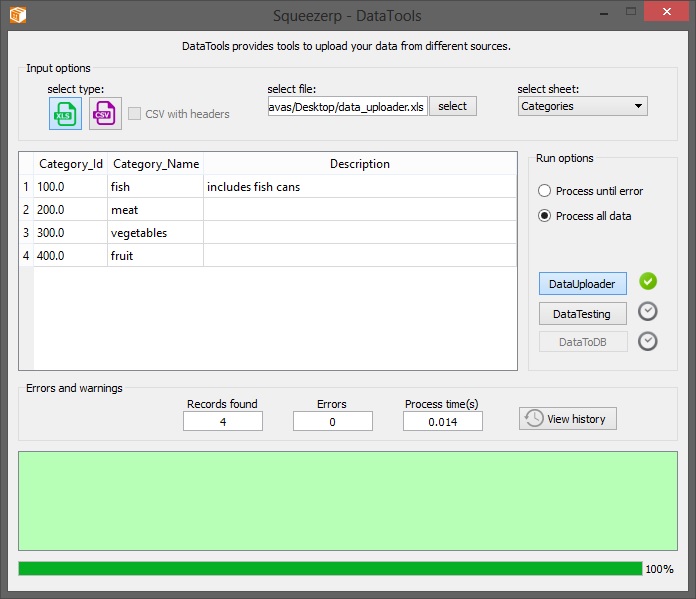 Squeezerp - DataTools
DataTools provides tools to upload your data from different sources.
Input options
select type:
XLS
CSV
CSV with headers
select file:
avas/Desktop/data_uploader.xls
select
select sheet:
Categories
Category_Id Category_Name Description
1 100.0 fish includes fish cans
2 200.0 meat
3 300.0 vegetables
4 400.0 fruit
Run options
Process until error
Process all data
DataUploader
DataTesting
DataToDB
Errors and warnings
Records found Errors Process time(s)
4 0 0.014
View history
100%